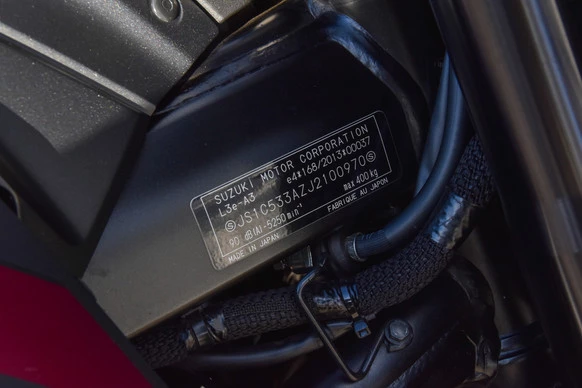 SUZUKI MOTOR CORPORATION
L3e-A3 e4*168/2013*00037
ⓈJS1C533AZJ2100970Ⓢ
90 dB(A)-5250 min⁻¹ max 400 kg
MADE IN JAPAN FABRIQUE AU JAPON